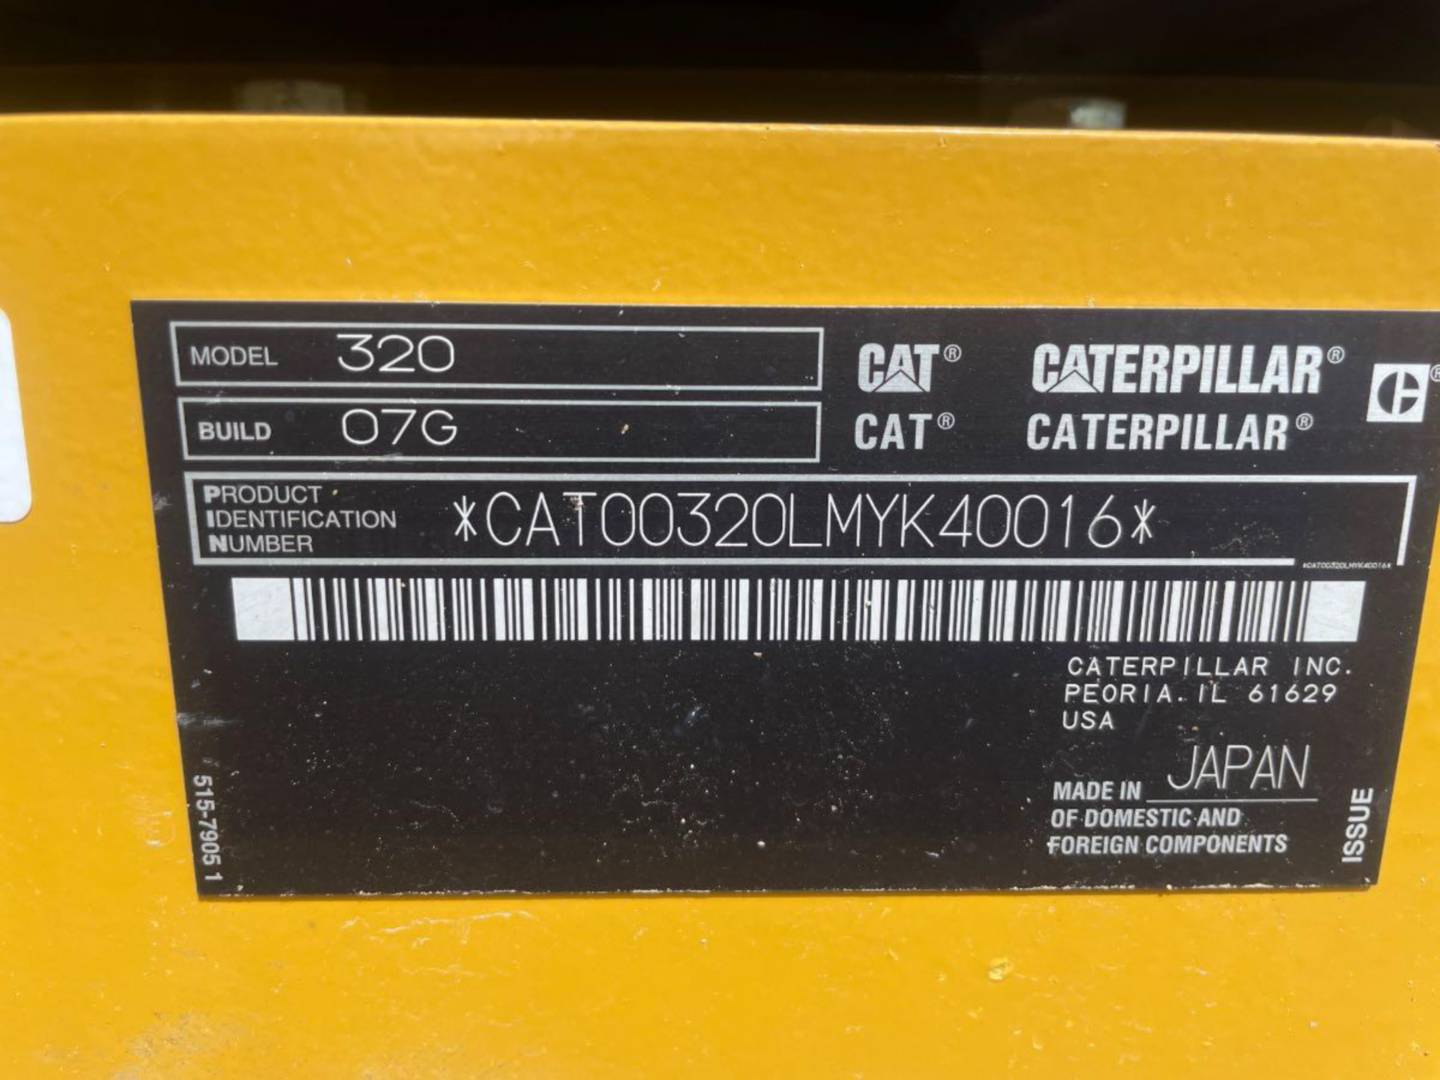 MODEL 320
BUILD 07G
CAT® CATERPILLAR®
CAT® CATERPILLAR®
PRODUCT
IDENTIFICATION
NUMBER
*CAT00320LMYK40016*
*CAT00320LMYK40016*
CATERPILLAR INC.
PEORIA. IL 61629
USA
MADE IN JAPAN
OF DOMESTIC AND
FOREIGN COMPONENTS
515-7905 1
ISSUE